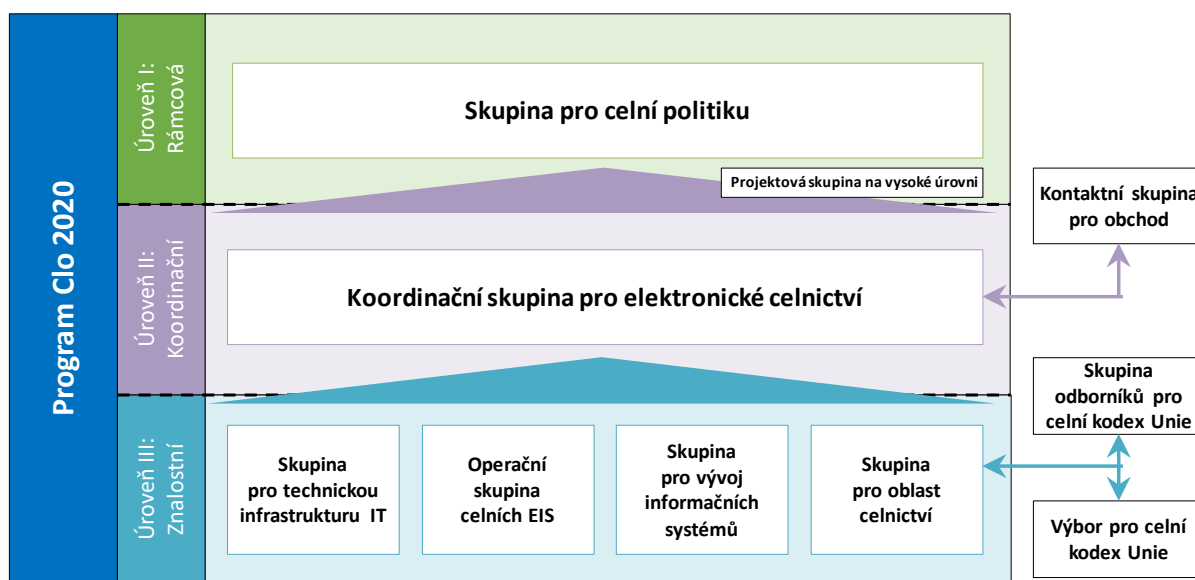 Program Clo 2020
Úroveň I:
Rámcová
Skupina pro celní politiku
Projektová skupina na vysoké úrovni
Úroveň II:
Koordinační
Koordinační skupina pro elektronické celnictví
Kontaktní skupina
pro obchod
Úroveň III:
Znalostní
Skupina
pro technickou
infrastrukturu IT
Operační
skupina
celních EIS
Skupina
pro vývoj
informačních
systémů
Skupina
pro oblast
celnictví
Skupina
odborníků pro
celní kodex Unie
Výbor pro celní
kodex Unie